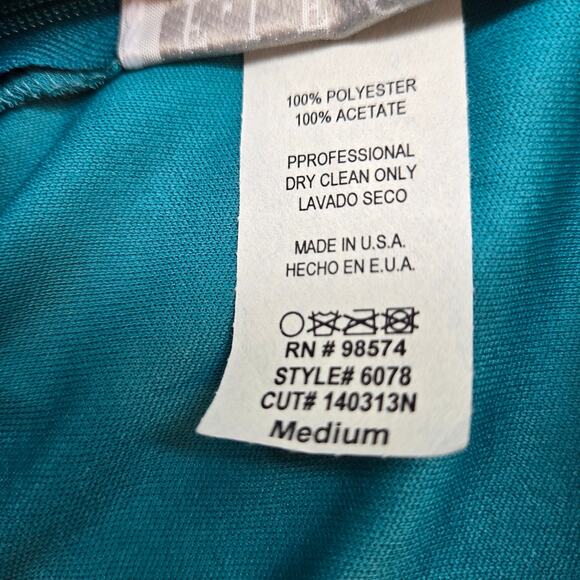 100% POLYESTER
100% ACETATE
PPROFESSIONAL
DRY CLEAN ONLY
LAVADO SECO
MADE IN U.S.A.
HECHO EN E.U.A.
RN # 98574
STYLE# 6078
CUT# 140313N
Medium